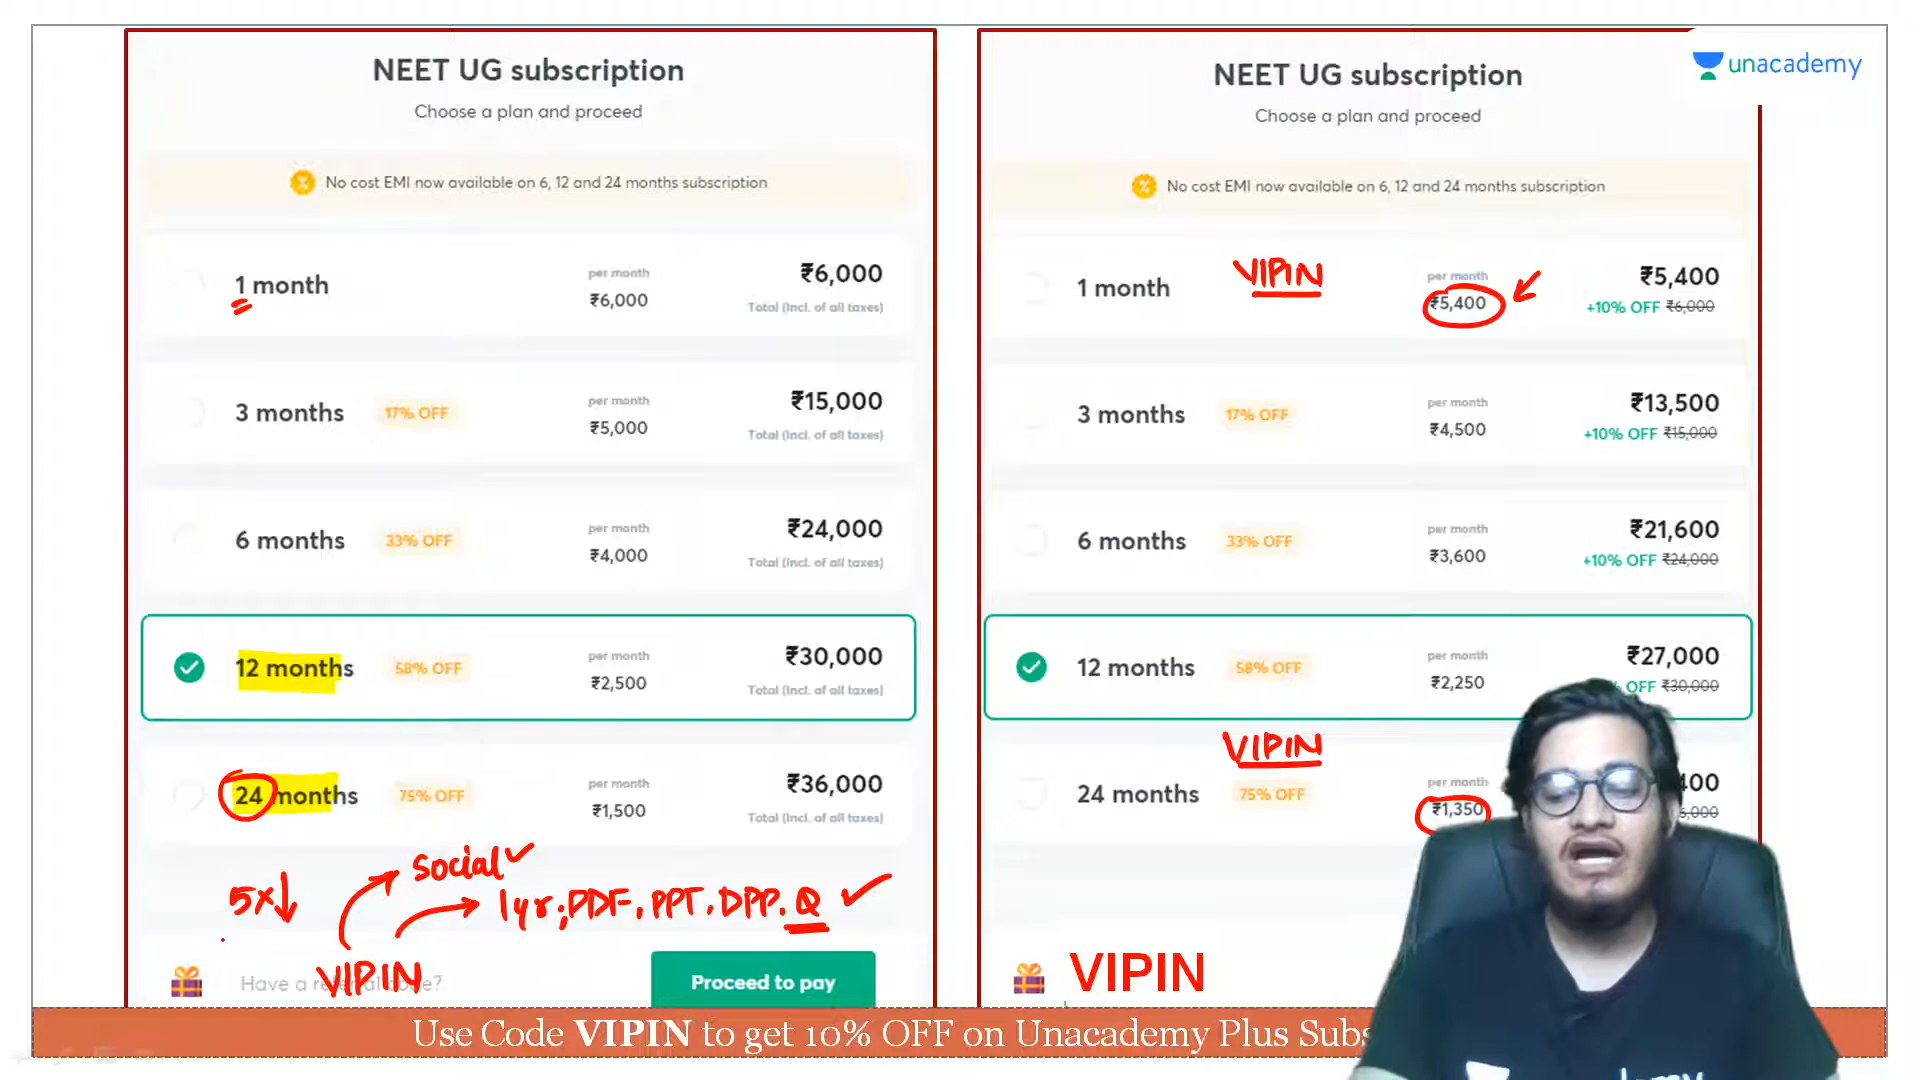 NEET UG subscription
Choose a plan and proceed
No cost EMI now available on 6, 12 and 24 months subscription
1 month
per month
₹6,000
₹6,000
Total (Incl. of all taxes)
3 months
17% OFF
per month
₹5,000
₹15,000
Total (Incl. of all taxes)
6 months
33% OFF
per month
₹4,000
₹24,000
Total (Incl. of all taxes)
12 months
58% OFF
per month
₹2,500
₹30,000
Total (Incl. of all taxes)
24 months
75% OFF
per month
₹1,500
₹36,000
Total (Incl. of all taxes)
social
5x
1yr; PDF, PPT, DPP. Q
VIPIN
Have a referral code?
Proceed to pay
unacademy
NEET UG subscription
Choose a plan and proceed
No cost EMI now available on 6, 12 and 24 months subscription
1 month
VIPIN
per month
₹5,400
₹5,400
+10% OFF ₹6,000
3 months
17% OFF
per month
₹4,500
₹13,500
+10% OFF ₹15,000
6 months
33% OFF
per month
₹3,600
₹21,600
+10% OFF ₹24,000
12 months
58% OFF
per month
₹2,250
₹27,000
OFF ₹30,000
VIPIN
24 months
75% OFF
per month
₹1,350
VIPIN
Use Code VIPIN to get 10% OFF on Unacademy Plus